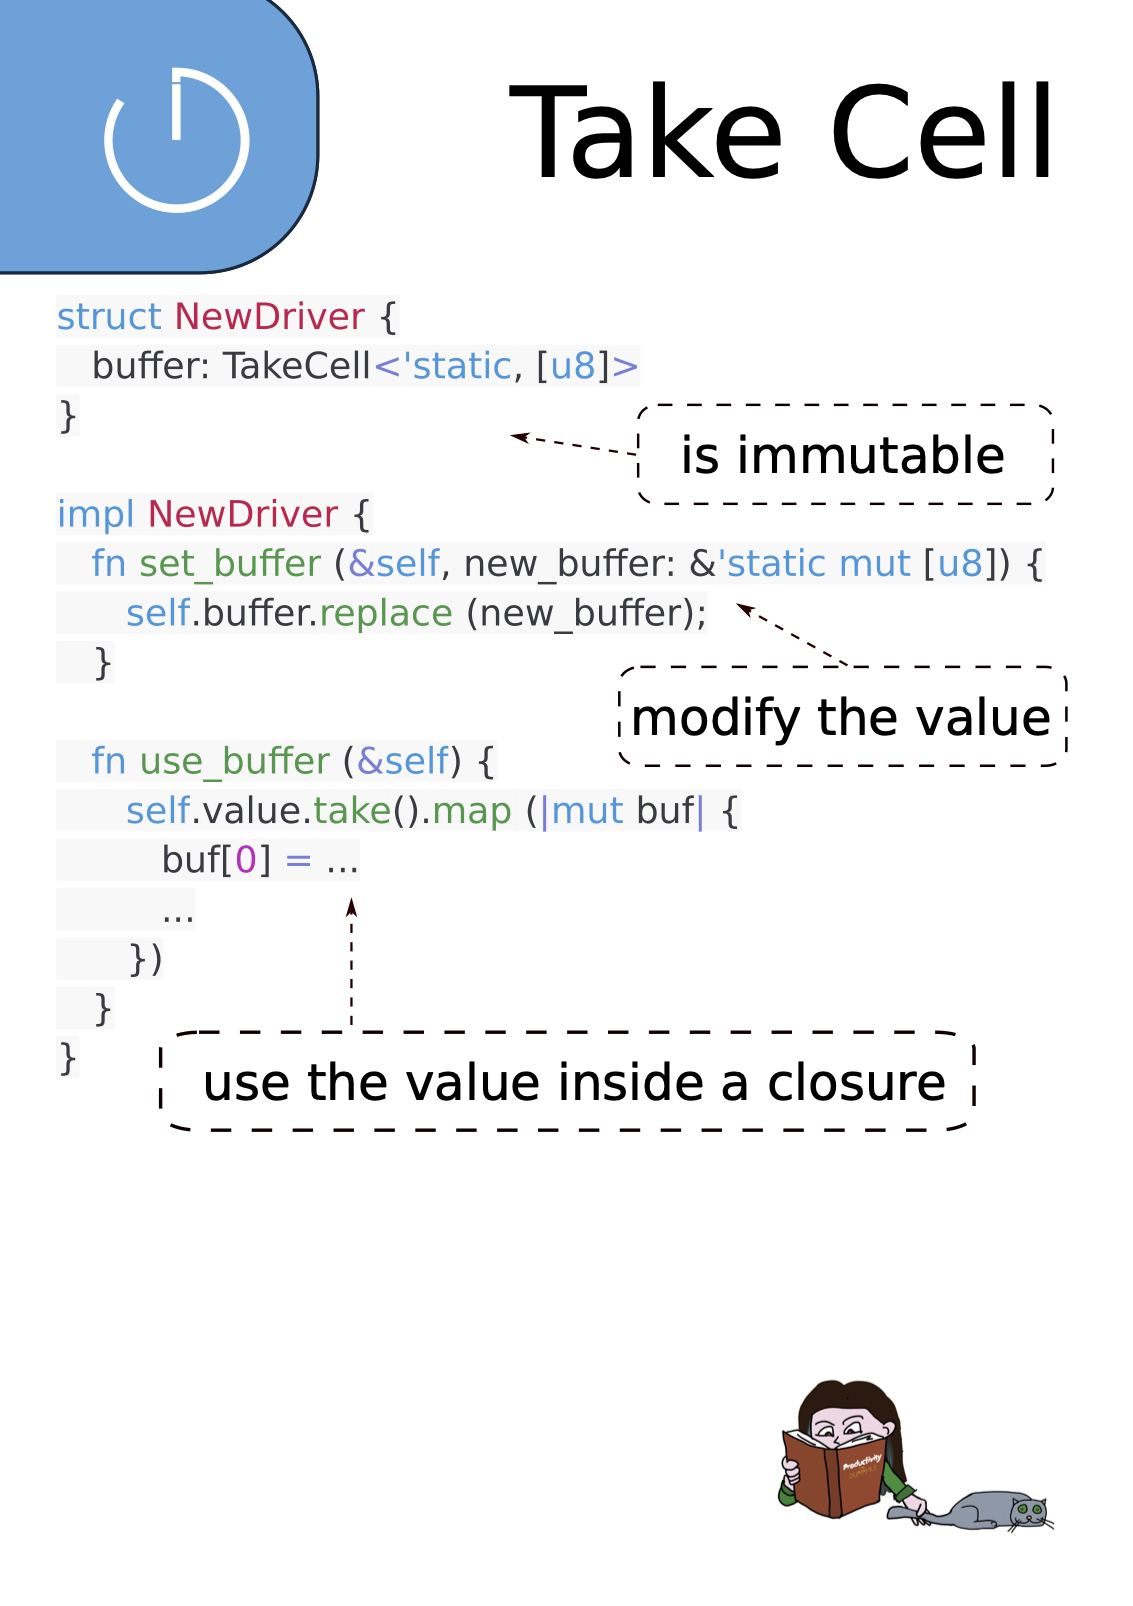 Take Cell
struct NewDriver {
buffer: TakeCell<'static, [u8]>
}
is immutable
impl NewDriver {
fn set_buffer (&self, new_buffer: &'static mut [u8]) {
self.buffer.replace (new_buffer);
}
modify the value
fn use_buffer (&self) {
self.value.take().map (|mut buf| {
buf[0] = ...
...
})
}
}
use the value inside a closure
Productivity
DUMMIES